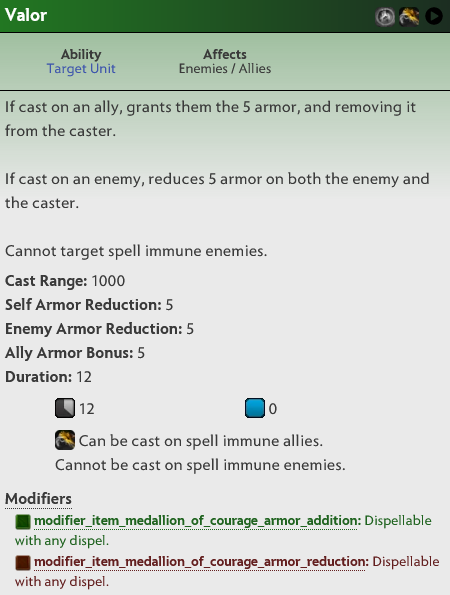 Valor
Ability
Affects
Target Unit
Enemies / Allies
If cast on an ally, grants them the 5 armor, and removing it
from the caster.
If cast on an enemy, reduces 5 armor on both the enemy and
the caster.
Cannot target spell immune enemies.
Cast Range: 1000
Self Armor Reduction: 5
Enemy Armor Reduction: 5
Ally Armor Bonus: 5
Duration: 12
12
0
Can be cast on spell immune allies.
Cannot be cast on spell immune enemies.
Modifiers
modifier_item_medallion_of_courage_armor_addition: Dispellable
with any dispel.
modifier_item_medallion_of_courage_armor_reduction: Dispellable
with any dispel.